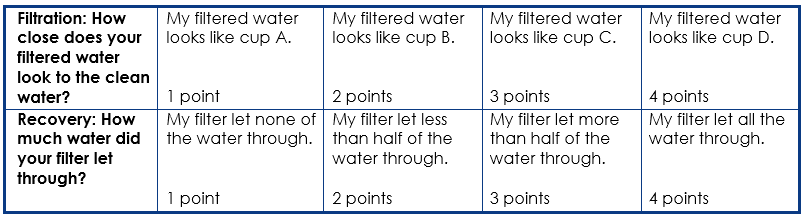 Filtration: How
close does your
filtered water
look to the clean
water?
My filtered water
looks like cup A.
1 point
My filtered water
looks like cup B.
2 points
My filtered water
looks like cup C.
3 points
My filtered water
looks like cup D.
4 points
Recovery: How
much water did
your filter let
through?
My filter let none of
the water through.
1 point
My filter let less
than half of the
water through.
2 points
My filter let more
than half of the
water through.
3 points
My filter let all the
water through.
4 points